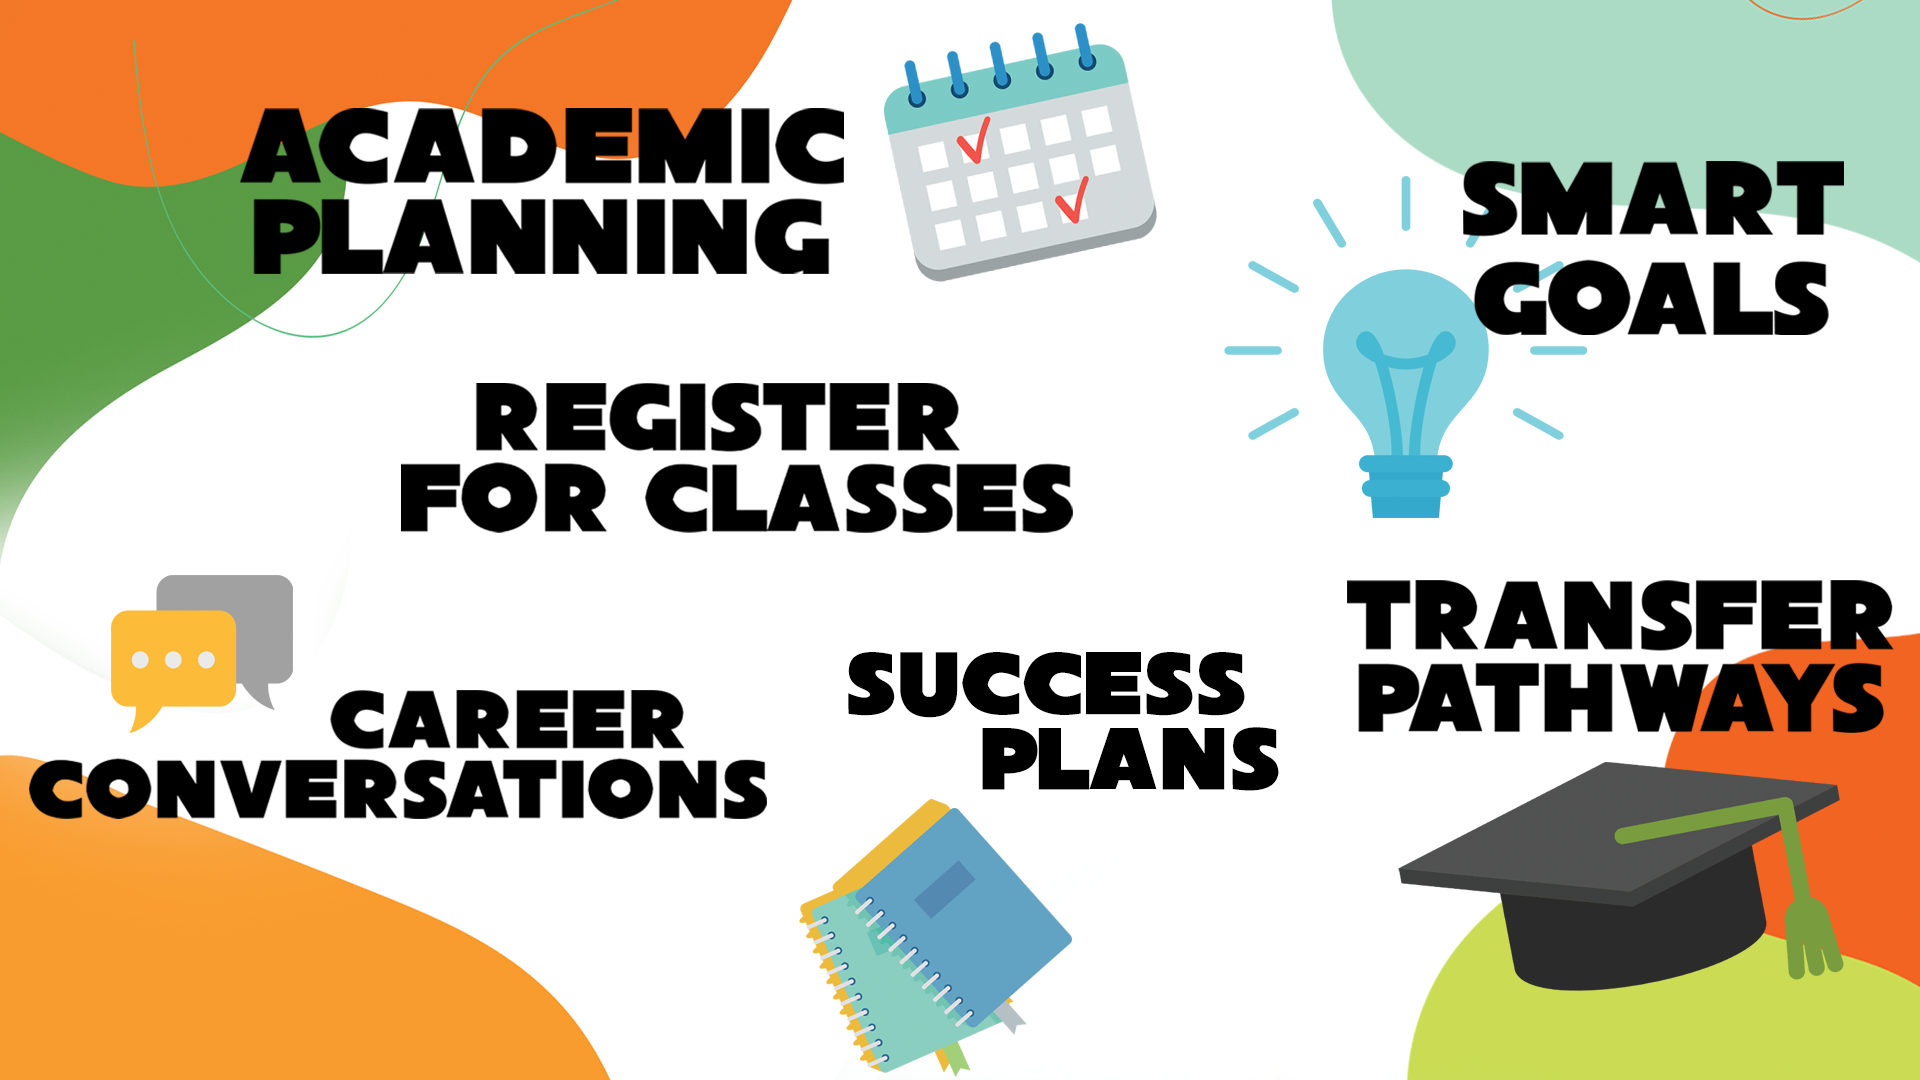 ACADEMIC
PLANNING
SMART
GOALS
REGISTER
FOR CLASSES
TRANSFER
PATHWAYS
SUCCESS
PLANS
CAREER
CONVERSATIONS